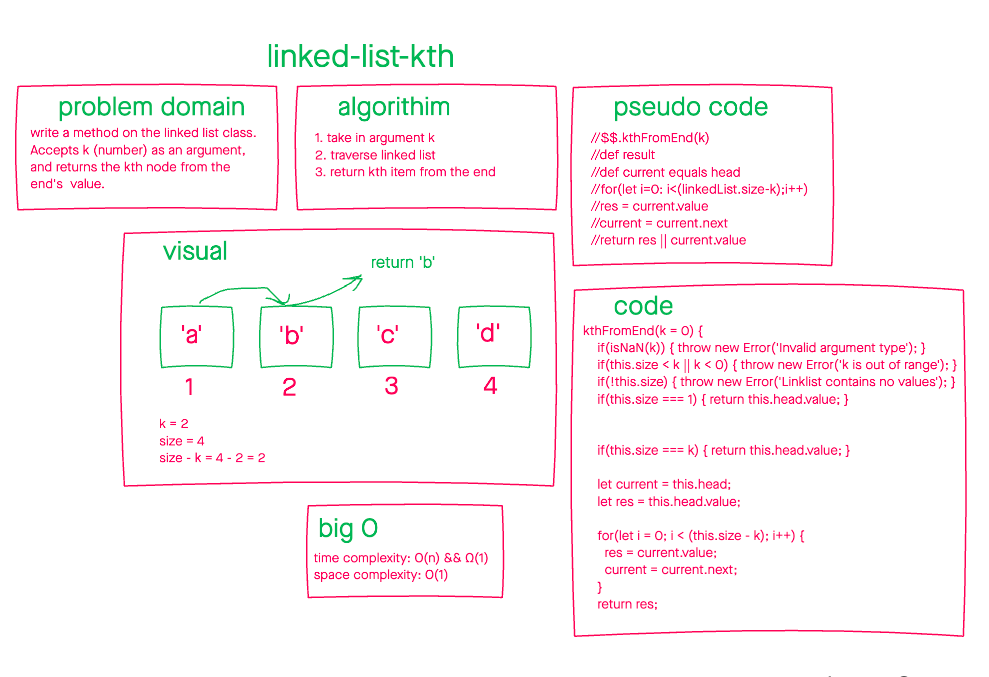 linked-list-kth
problem domain
write a method on the linked list class.
Accepts k (number) as an argument,
and returns the kth node from the
end's value.
algorithim
1. take in argument k
2. traverse linked list
3. return kth item from the end
pseudo code
//$$.kthFromEnd(k)
//def result
//def current equals head
//for(let i=0: i<(linkedList.size-k);i++)
//res = current.value
//current = current.next
//return res || current.value
visual
return 'b'
'a' 'b' 'c' 'd'
1 2 3 4
k = 2
size = 4
size - k = 4 - 2 = 2
code
kthFromEnd(k = 0) {
if(isNaN(k)) { throw new Error('Invalid argument type'); }
if(this.size < k || k < 0) { throw new Error('k is out of range'); }
if(!this.size) { throw new Error('Linklist contains no values'); }
if(this.size === 1) { return this.head.value; }
if(this.size === k) { return this.head.value; }
let current = this.head;
let res = this.head.value;
for(let i = 0; i < (this.size - k); i++) {
res = current.value;
current = current.next;
}
return res;
big O
time complexity: O(n) && Ω(1)
space complexity: O(1)